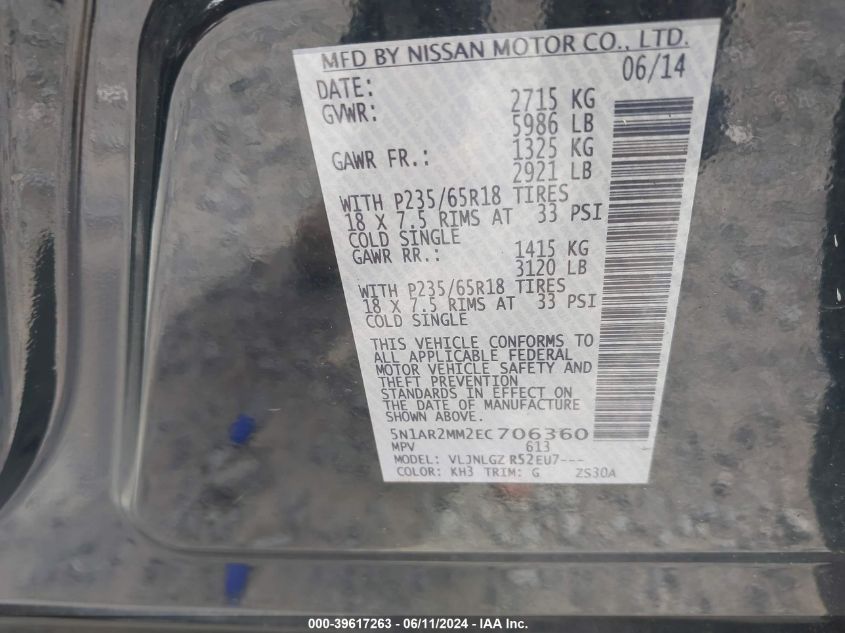 MFD BY NISSAN MOTOR CO., LTD.
DATE: 06/14
GVWR: 2715 KG
5986 LB
GAWR FR.: 1325 KG
2921 LB
WITH P235/65R18 TIRES
18 X 7.5 RIMS AT 33 PSI
COLD SINGLE
GAWR RR.: 1415 KG
3120 LB
WITH P235/65R18 TIRES
18 X 7.5 RIMS AT 33 PSI
COLD SINGLE
THIS VEHICLE CONFORMS TO
ALL APPLICABLE FEDERAL
MOTOR VEHICLE SAFETY AND
THEFT PREVENTION
STANDARDS IN EFFECT ON
THE DATE OF MANUFACTURE
SHOWN ABOVE.
5N1AR2MM2EC706360
MPV 613
MODEL: VLJNLGZ R52EU7---
COLOR: KH3 TRIM: G ZS30A
000-39617263 - 06/11/2024 - IAA Inc.